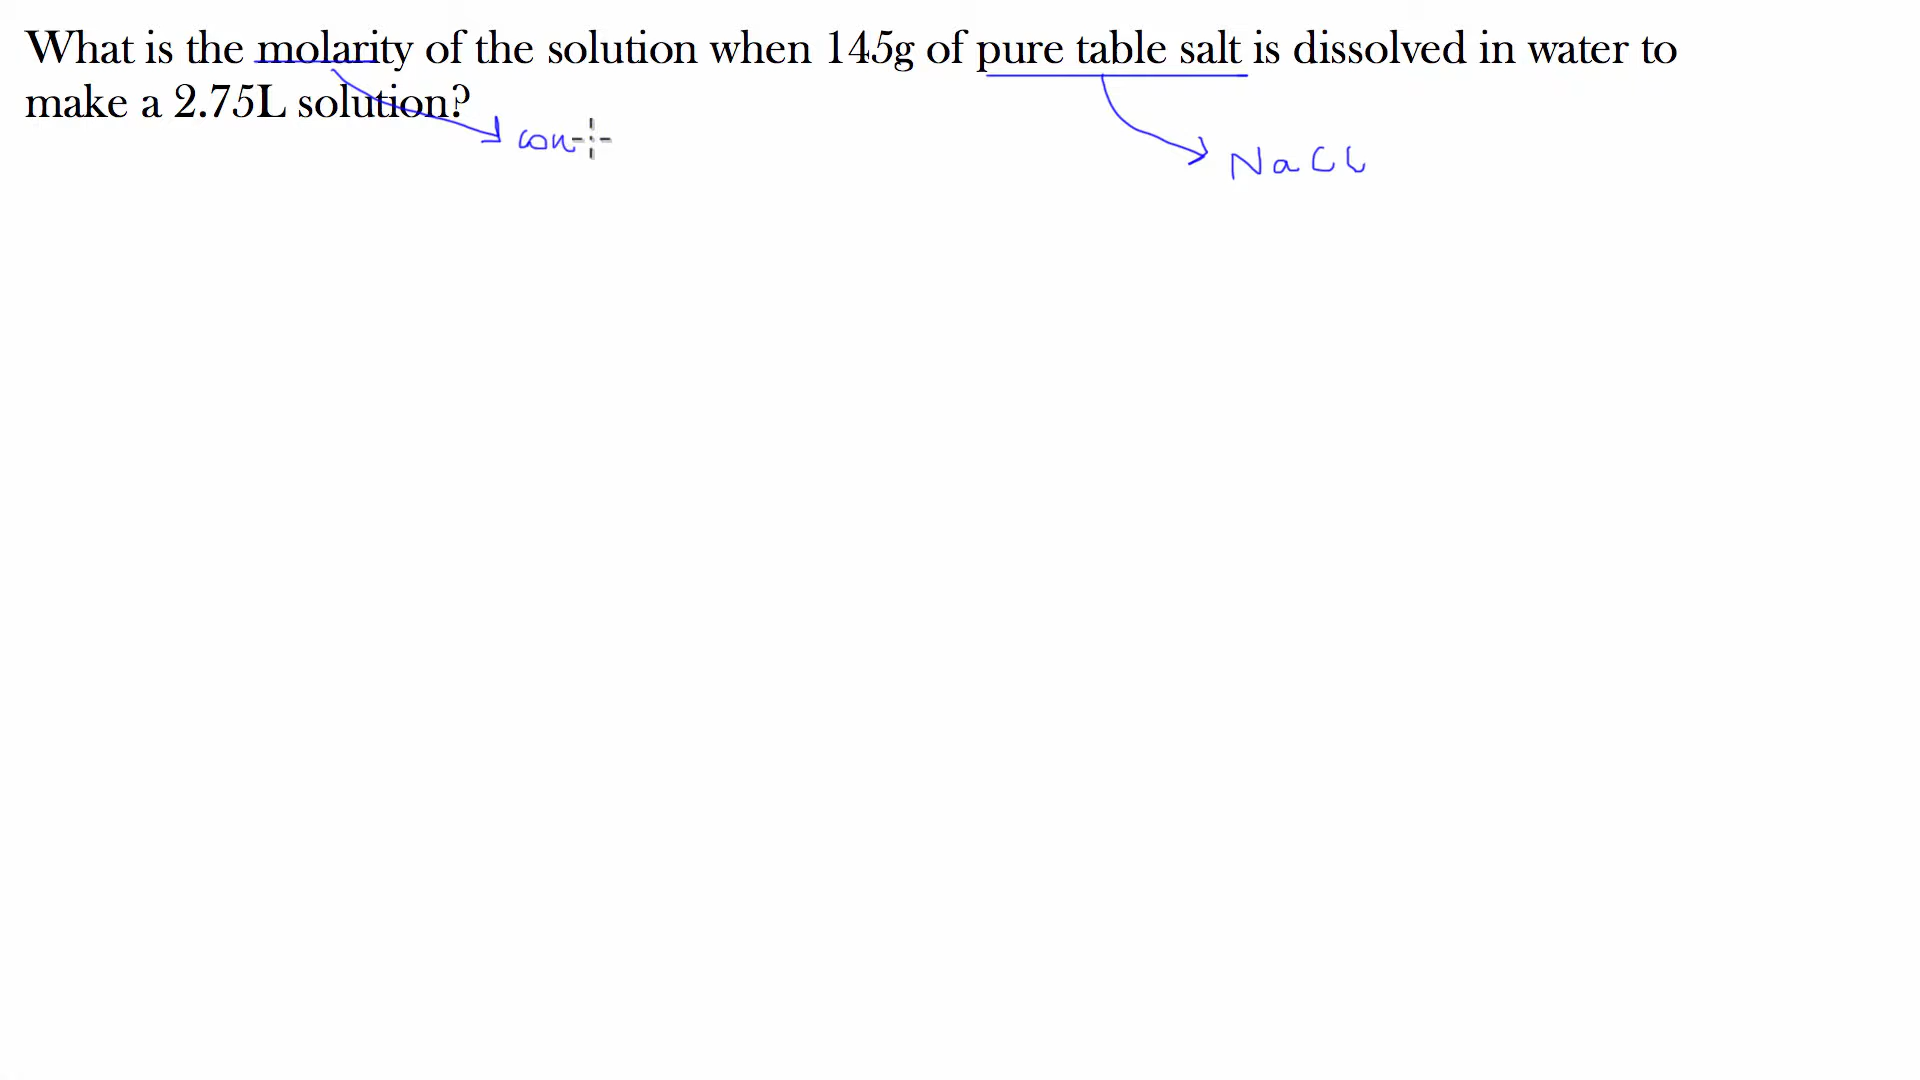 What is the molarity of the solution when 145g of pure table salt is dissolved in water to
make a 2.75L solution?
con
NaCl